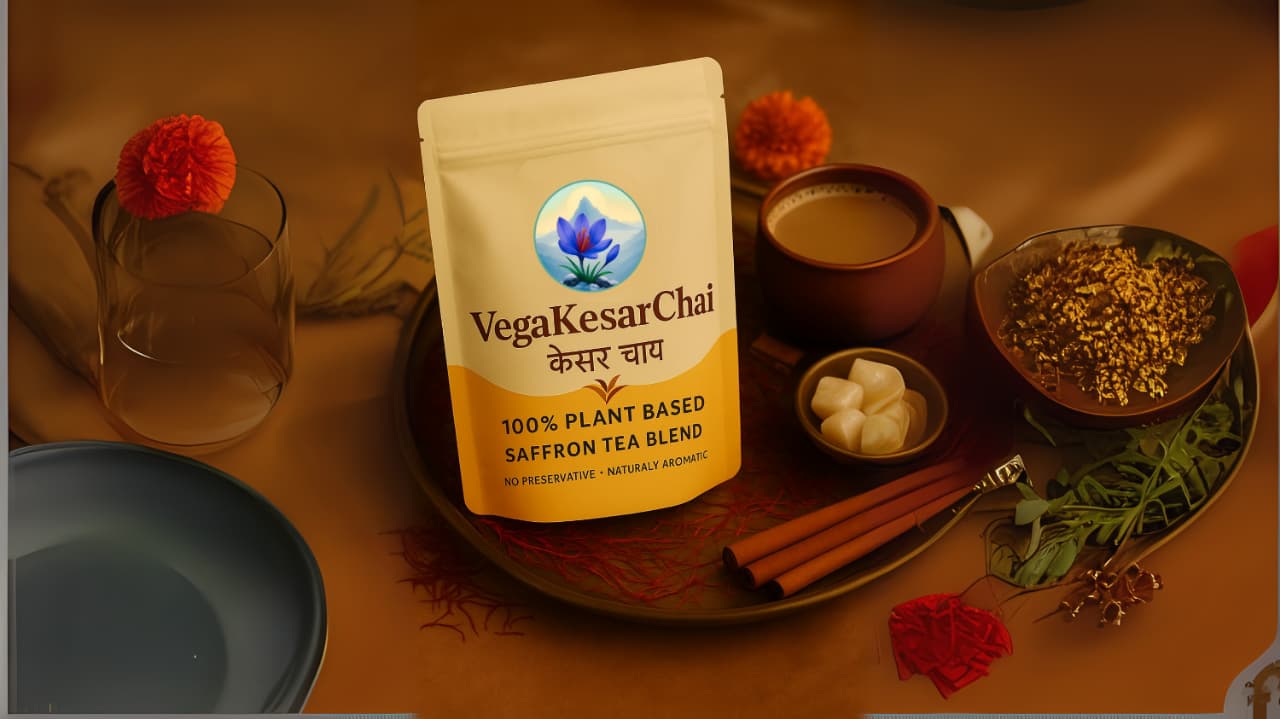 VegaKesarChai
केसर चाय
100% PLANT BASED
SAFFRON TEA BLEND
NO PRESERVATIVE • NATURALY AROMATIC